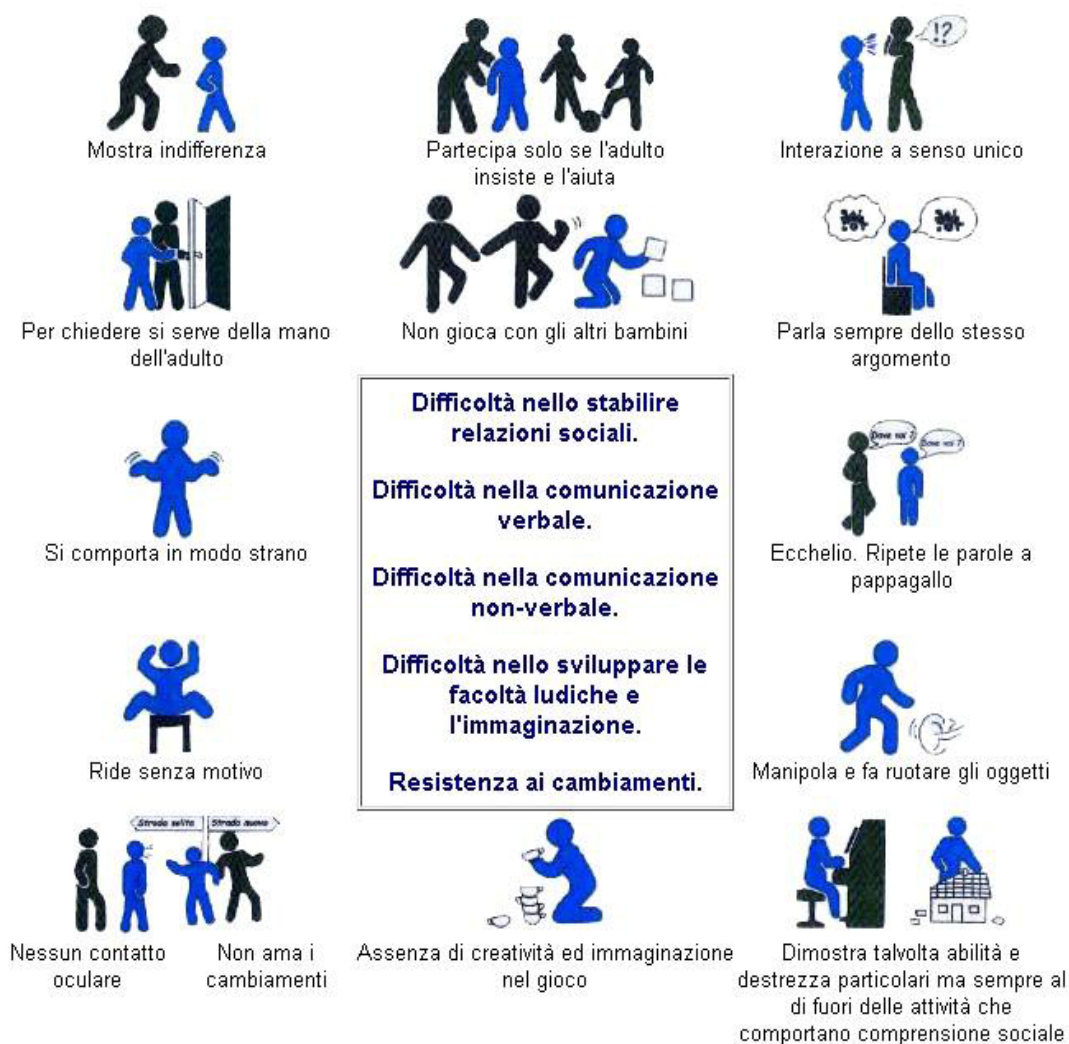 !?
Mostra indifferenza
Partecipa solo se l'adulto
insiste e l'aiuta
Interazione a senso unico
Per chiedere si serve della mano
dell'adulto
Non gioca con gli altri bambini
Parla sempre dello stesso
argomento
Difficoltà nello stabilire
relazioni sociali.
Difficoltà nella comunicazione
verbale.
Difficoltà nella comunicazione
non-verbale.
Difficoltà nello sviluppare le
facoltà ludiche e
l'immaginazione.
Resistenza ai cambiamenti.
Si comporta in modo strano
Dove vai ?
Dove vai ?
Ecchelio. Ripete le parole a
pappagallo
Ride senza motivo
Manipola e fa ruotare gli oggetti
Strada solita
Strada nuova
Nessun contatto
oculare
Non ama i
cambiamenti
Assenza di creatività ed immaginazione
nel gioco
Dimostra talvolta abilità e
destrezza particolari ma sempre al
di fuori delle attività che
comportano comprensione sociale